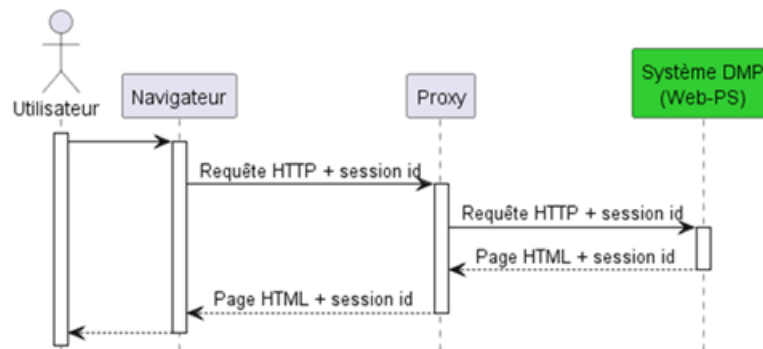 Système DMP
(Web-PS)
Utilisateur
Navigateur
Proxy
Requête HTTP + session id
Requête HTTP + session id
Page HTML + session id
Page HTML + session id